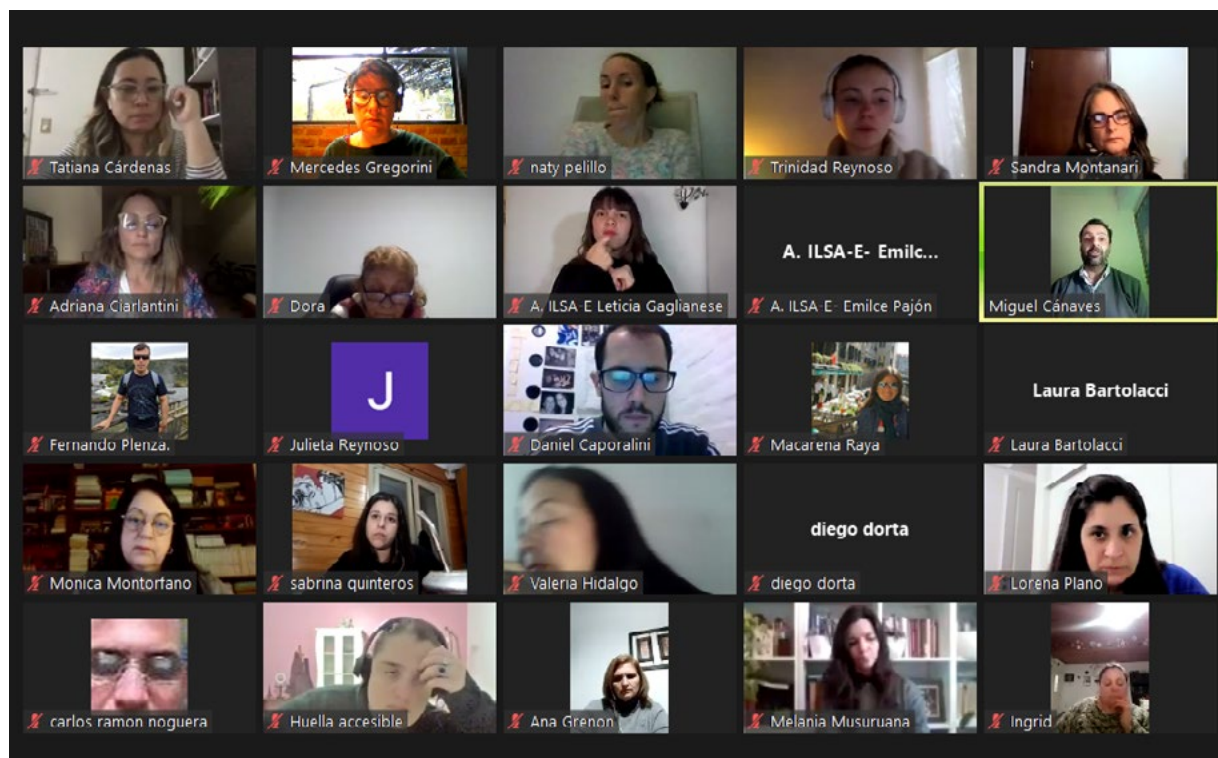 Tatiana Cárdenas
Mercedes Gregorini
naty pelillo
Trinidad Reynoso
Sandra Montanari
Adriana Ciarlantini
Dora
A. ILSA-E Leticia Gaglianese
A. ILSA-E- Emilc...
A. ILSA-E- Emilce Pajón
Miguel Cánaves
Fernando Plenza.
J
Julieta Reynoso
Daniel Caporalini
Macarena Raya
Laura Bartolacci
Laura Bartolacci
Monica Montorfano
sabrina quinteros
Valeria Hidalgo
diego dorta
diego dorta
Lorena Plano
carlos ramon noguera
Huella accesible
Ana Grenon
Melania Musuruana
Ingrid